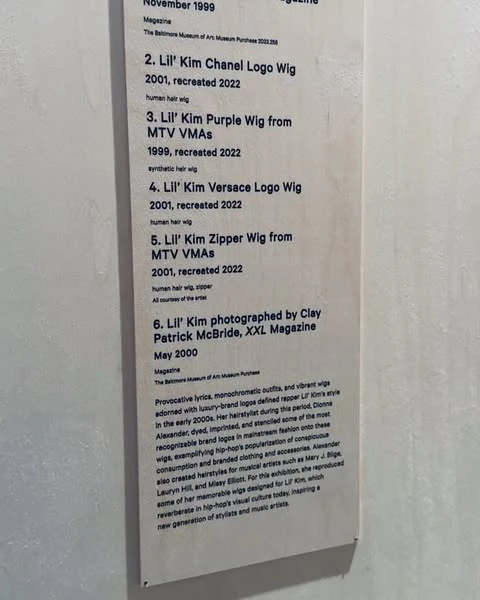 November 1999
Magazine
The Baltimore Museum of Art: Museum Purchase 2023.256
2. Lil' Kim Chanel Logo Wig
2001, recreated 2022
human hair wig
3. Lil' Kim Purple Wig from
MTV VMAs
1999, recreated 2022
synthetic hair wig
4. Lil' Kim Versace Logo Wig
2001, recreated 2022
human hair wig
5. Lil' Kim Zipper Wig from
MTV VMAs
2001, recreated 2022
human hair wig, zipper
All courtesy of the artist
6. Lil' Kim photographed by Clay
Patrick McBride, XXL Magazine
May 2000
Magazine
The Baltimore Museum of Art: Museum Purchase
Provocative lyrics, monochromatic outfits, and vibrant wigs
adorned with luxury-brand logos defined rapper Lil' Kim's style
in the early 2000s. Her hairstylist during this period, Dionne
Alexander, dyed, imprinted, and stenciled some of the most
recognizable brand logos in mainstream fashion onto these
wigs, exemplifying hip-hop's popularization of conspicuous
consumption and branded clothing and accessories. Alexander
also created hairstyles for musical artists such as Mary J. Blige,
Lauryn Hill, and Missy Elliott. For this exhibition, she reproduced
some of her memorable wigs designed for Lil' Kim, which
reverberate in hip-hop's visual culture today, inspiring a
new generation of stylists and music artists.